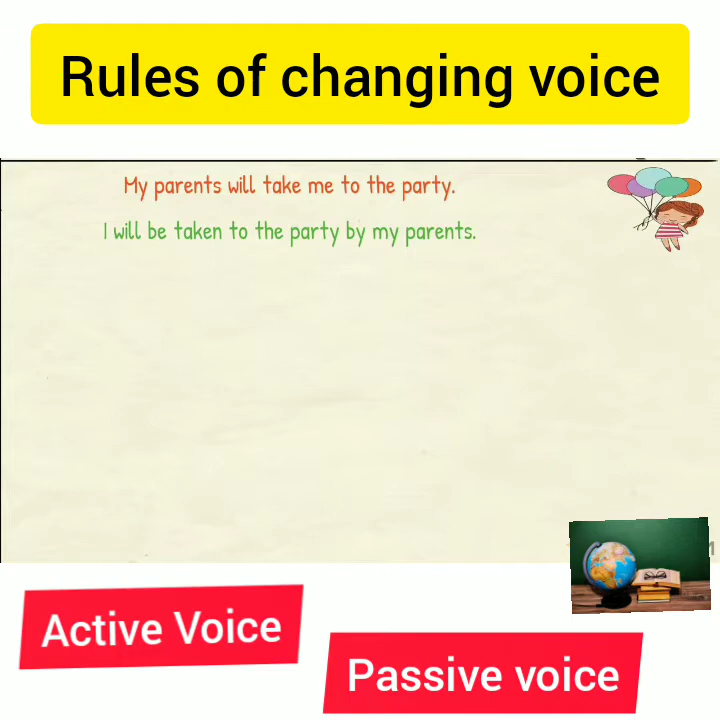 Rules of changing voice
My parents will take me to the party.
I will be taken to the party by my parents.
Active Voice
Passive voice